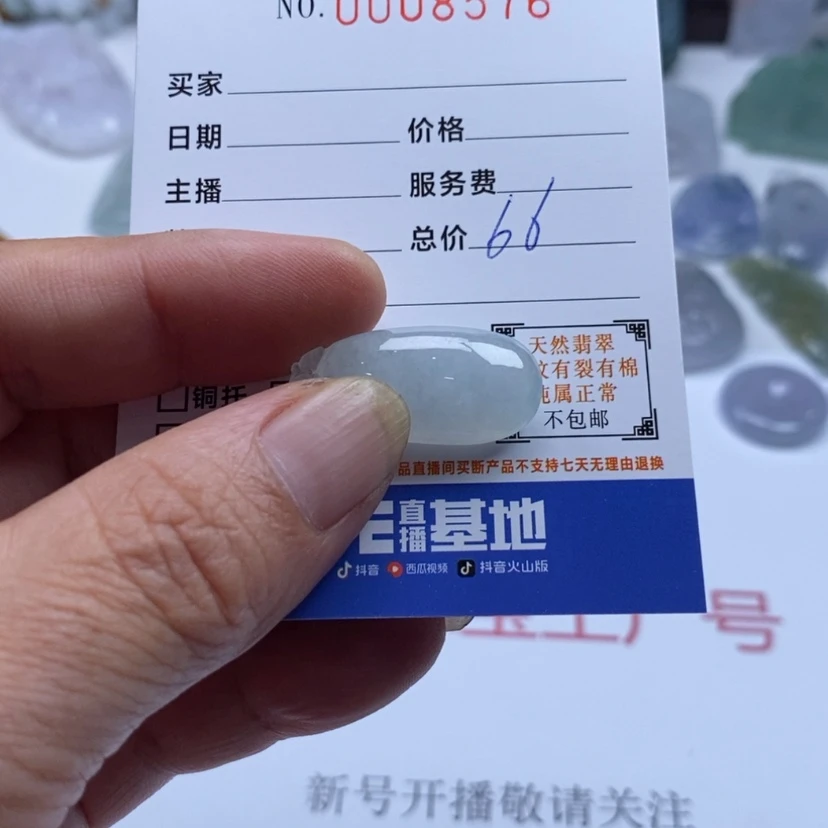 NO.0008576
买家
日期 价格
主播 服务费
总价 66
天然翡翠
有裂有棉
纯属正常
铜托
不包邮
品直播间买断产品不支持七天无理由退换
直播基地
抖音 西瓜视频 抖音火山版
号
新号开播敬请关注